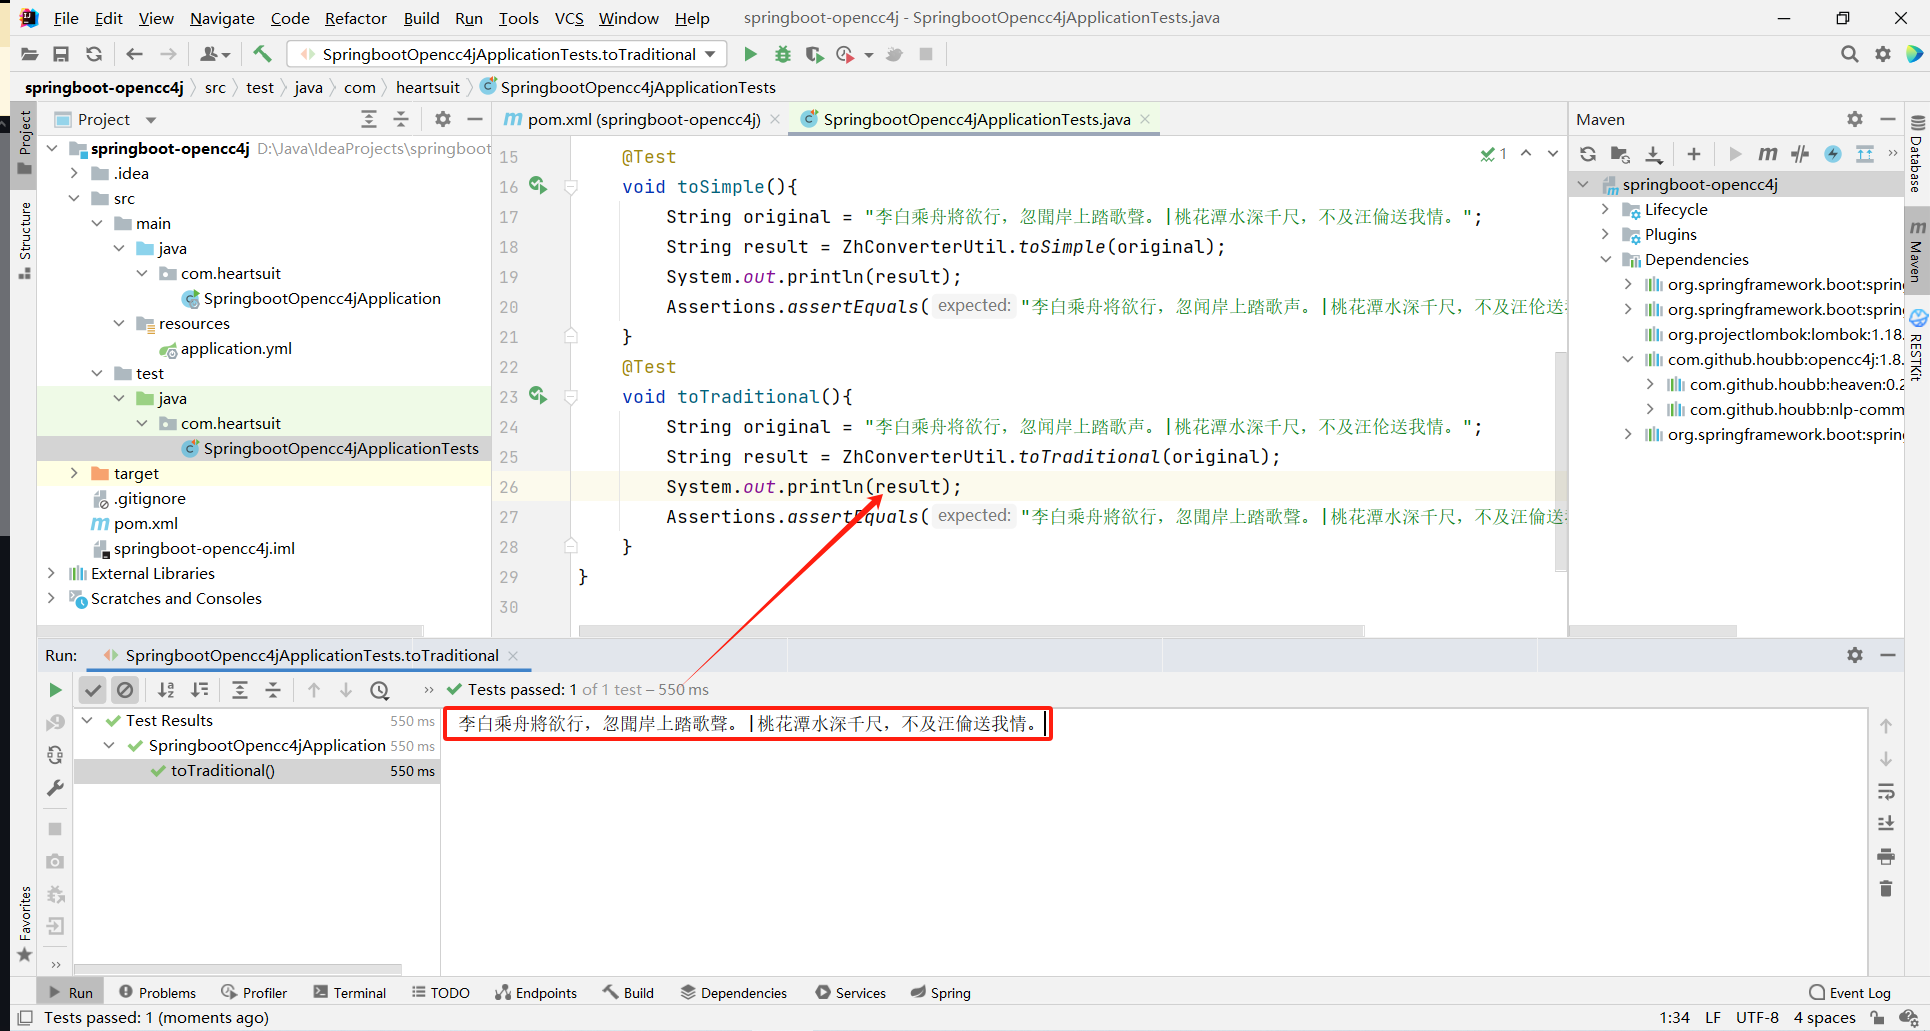 File Edit View Navigate Code Refactor Build Run Tools VCS Window Help springboot-opencc4j - SpringbootOpencc4jApplicationTests.java
SpringbootOpencc4jApplicationTests.toTraditional
springboot-opencc4j src test java com heartsuit SpringbootOpencc4jApplicationTests
Project
Structure
Favorites
Project
springboot-opencc4j D:\Java\IdeaProjects\springboot
.idea
src
main
java
com.heartsuit
SpringbootOpencc4jApplication
resources
application.yml
test
java
com.heartsuit
SpringbootOpencc4jApplicationTests
target
.gitignore
pom.xml
springboot-opencc4j.iml
External Libraries
Scratches and Consoles
pom.xml (springboot-opencc4j) SpringbootOpencc4jApplicationTests.java
1
15 @Test
16 void toSimple(){
17 String original = "李白乘舟將欲行，忽聞岸上踏歌聲。|桃花潭水深千尺，不及汪倫送我情。";
18 String result = ZhConverterUtil.toSimple(original);
19 System.out.println(result);
20 Assertions.assertEquals( expected: "李白乘舟将欲行，忽闻岸上踏歌声。|桃花潭水深千尺，不及汪伦送
21 }
22 @Test
23 void toTraditional(){
24 String original = "李白乘舟将欲行，忽闻岸上踏歌声。|桃花潭水深千尺，不及汪伦送我情。";
25 String result = ZhConverterUtil.toTraditional(original);
26 System.out.println(result);
27 Assertions.assertEquals( expected: "李白乘舟將欲行，忽聞岸上踏歌聲。|桃花潭水深千尺，不及汪倫送
28 }
29 }
30
Maven
springboot-opencc4j
Lifecycle
Plugins
Dependencies
org.springframework.boot:spring
org.springframework.boot:spring
org.projectlombok:lombok:1.18.
com.github.houbb:opencc4j:1.8.
com.github.houbb:heaven:0.2
com.github.houbb:nlp-comm
org.springframework.boot:spring
Database
Maven
RESTKit
Run: SpringbootOpencc4jApplicationTests.toTraditional
Tests passed: 1 of 1 test – 550 ms
Test Results 550 ms
SpringbootOpencc4jApplication 550 ms
toTraditional() 550 ms
李白乘舟將欲行，忽聞岸上踏歌聲。|桃花潭水深千尺，不及汪倫送我情。
Run Problems Profiler Terminal TODO Endpoints Build Dependencies Services Spring Event Log
Tests passed: 1 (moments ago) 1:34 LF UTF-8 4 spaces